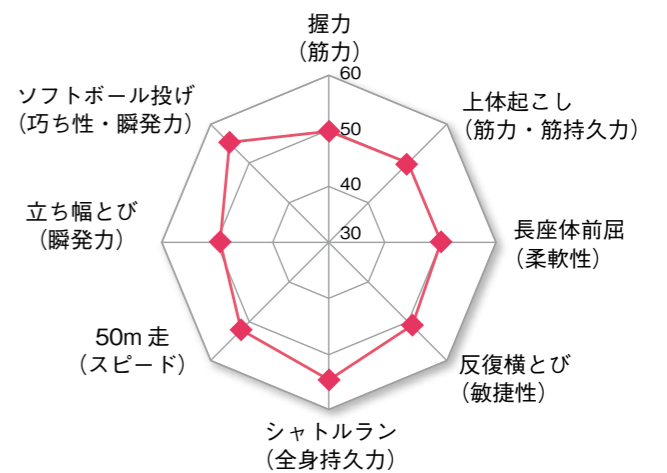 握力
（筋力）
60
50
40
30
上体起こし
（筋力・筋持久力）
長座体前屈
（柔軟性）
反復横とび
（敏捷性）
シャトルラン
（全身持久力）
50m 走
（スピード）
立ち幅とび
（瞬発力）
ソフトボール投げ
（巧ち性・瞬発力）